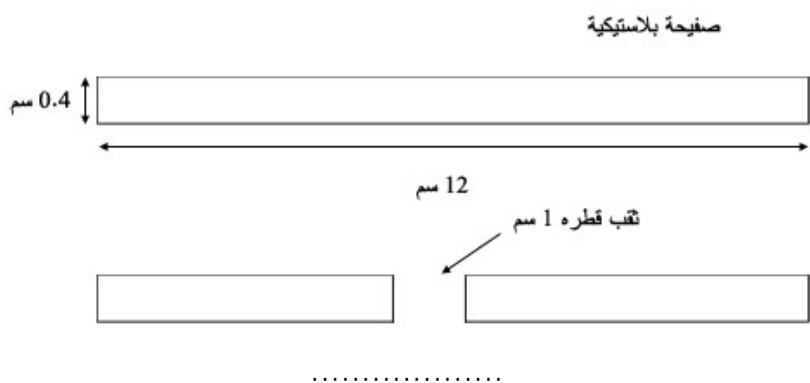 صفيحة بلاستيكية
0.4 سم
12 سم
ثقب قطره 1 سم
...................